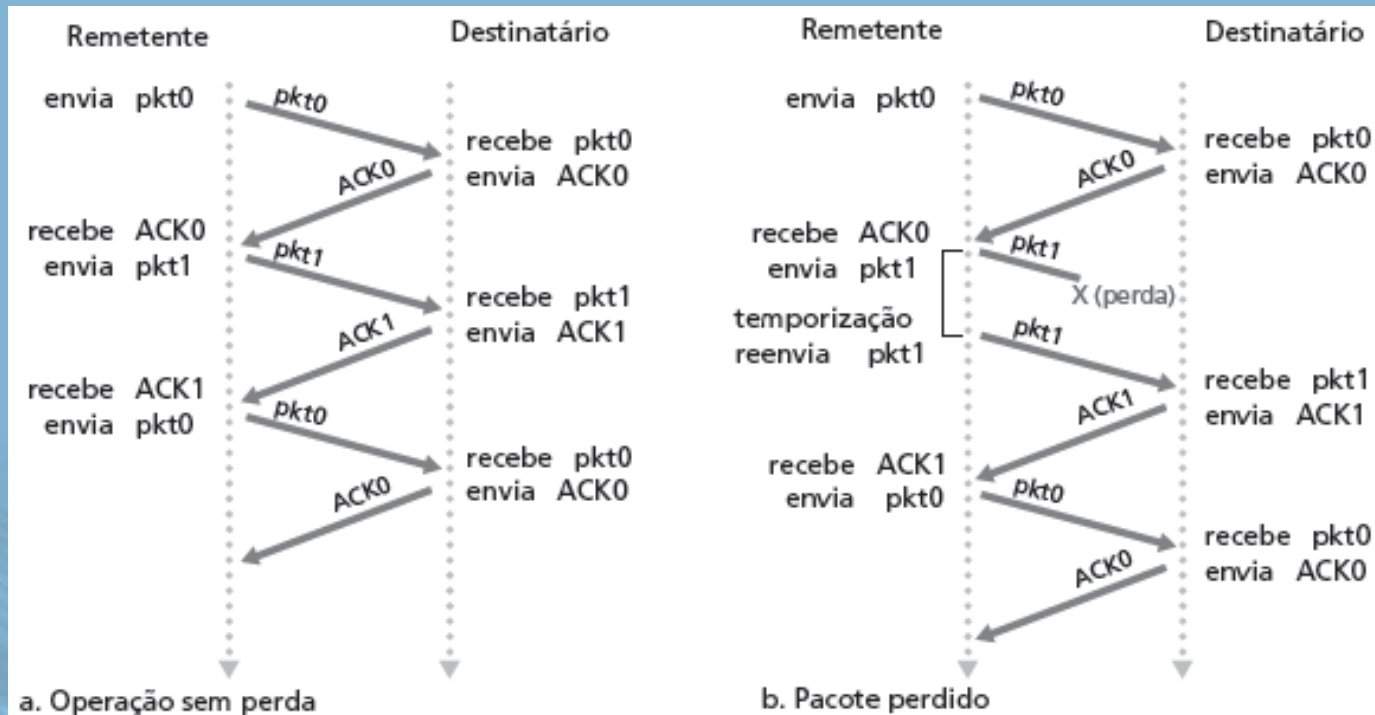 Remetente
Destinatário
envia pkt0
pkt0
recebe pkt0
envia ACK0
ACK0
recebe ACK0
envia pkt1
pkt1
recebe pkt1
envia ACK1
ACK1
recebe ACK1
envia pkt0
pkt0
recebe pkt0
envia ACK0
ACK0
a. Operação sem perda
Remetente
Destinatário
envia pkt0
pkt0
recebe pkt0
envia ACK0
ACK0
recebe ACK0
envia pkt1
pkt1
X (perda)
temporização
reenvia pkt1
pkt1
recebe pkt1
envia ACK1
ACK1
recebe ACK1
envia pkt0
pkt0
recebe pkt0
envia ACK0
ACK0
b. Pacote perdido